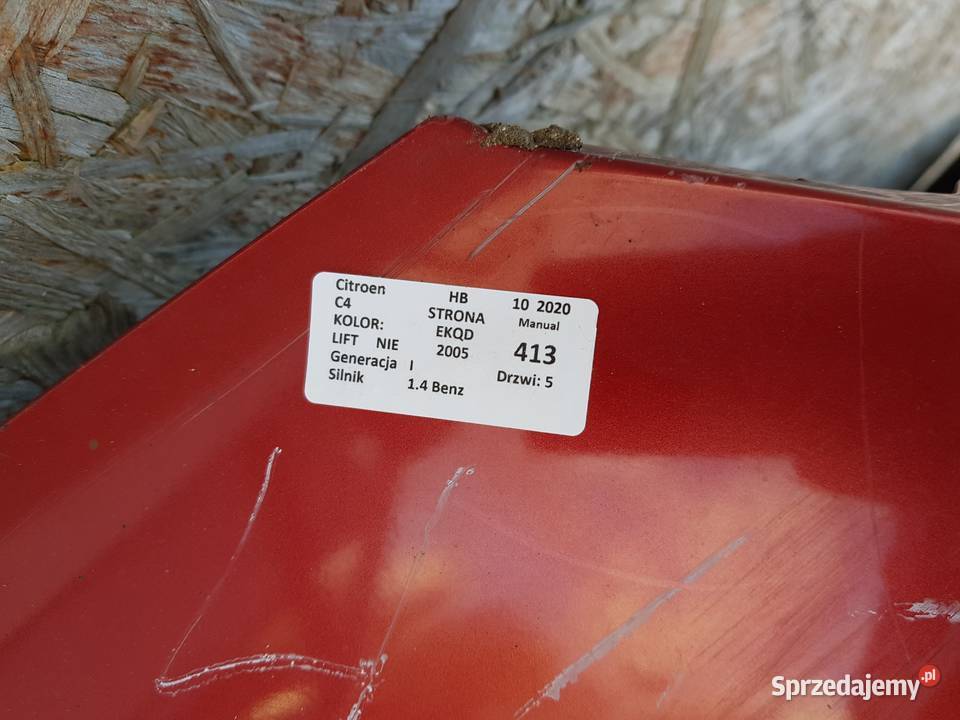 Citroen HB 10 2020
C4 STRONA Manual
KOLOR: EKQD
LIFT NIE 2005 413
Generacja I Drzwi: 5
Silnik 1.4 Benz
Sprzedajemy.pl